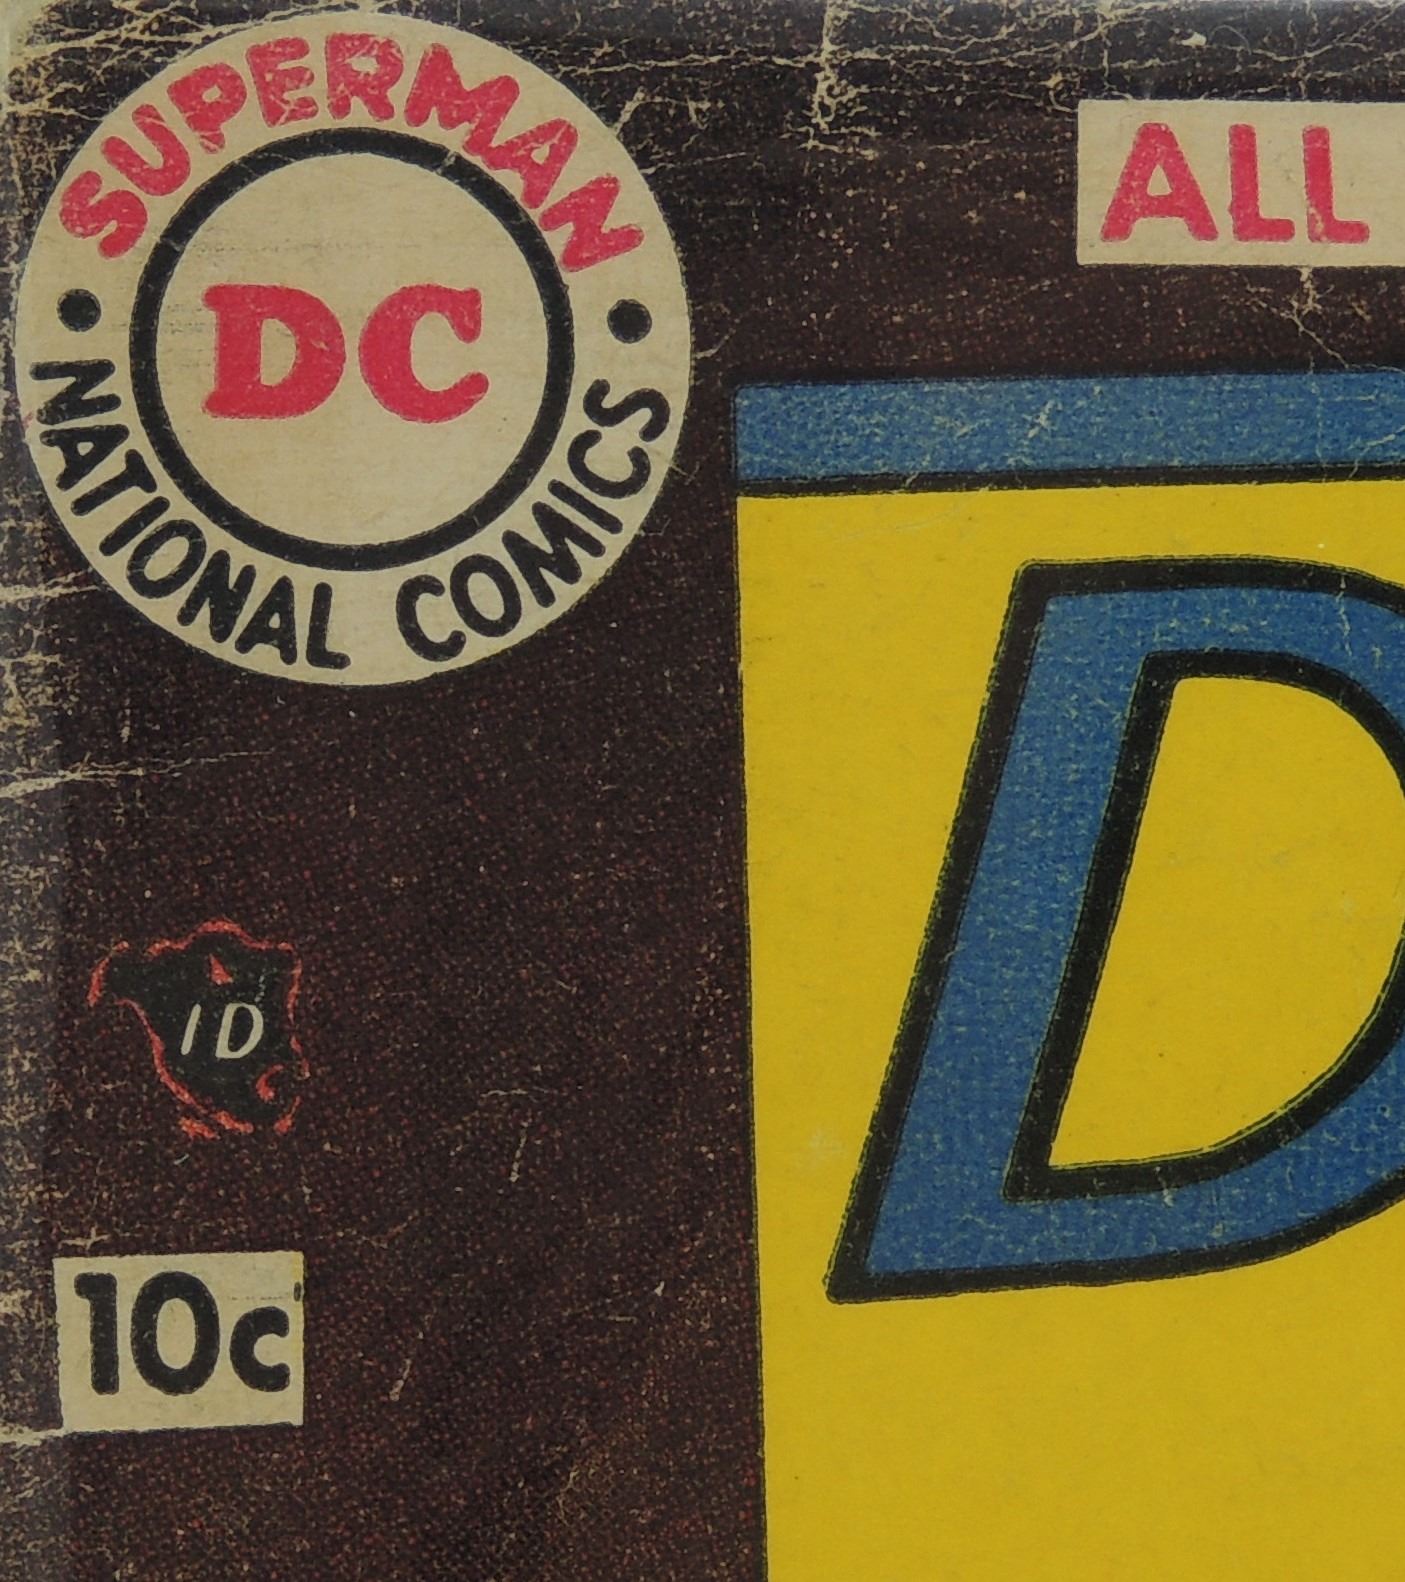 SUPERMAN
DC
NATIONAL COMICS
ALL
D
ID
10c